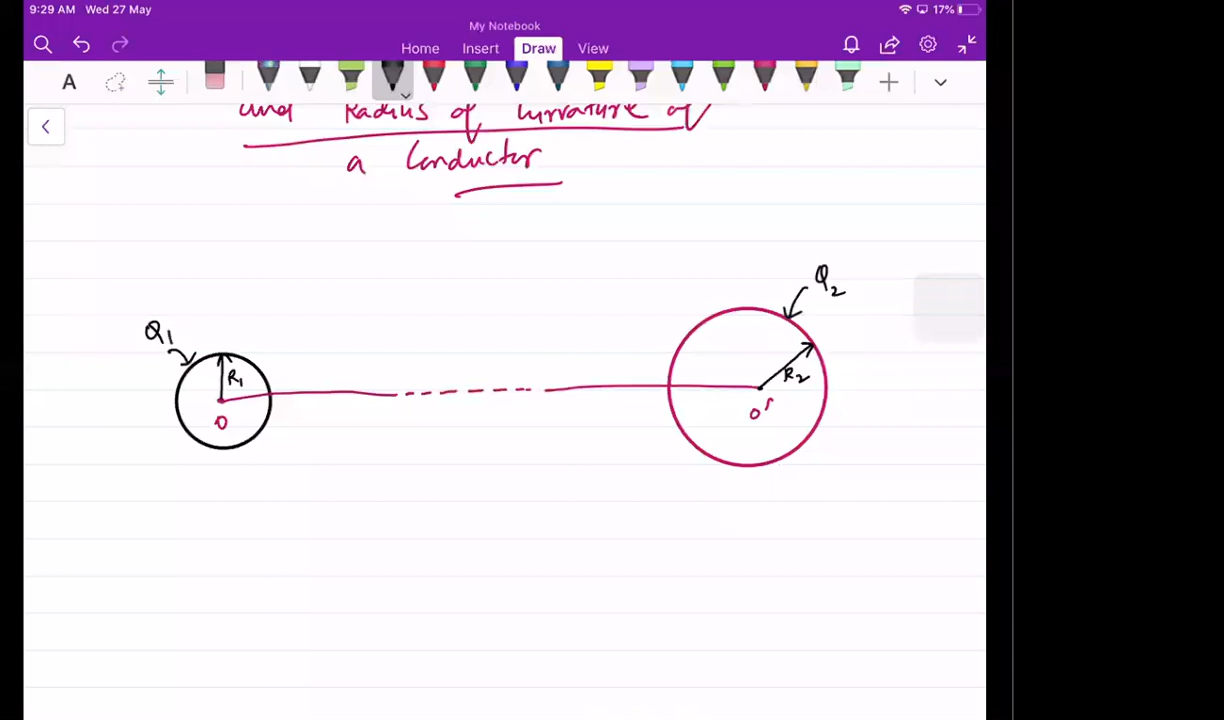 9:29 AM Wed 27 May
17%
My Notebook
Home Insert Draw View
A
and Radius of Curvature of
a Conductor
Q2
Q1
R1
R2
O
O'